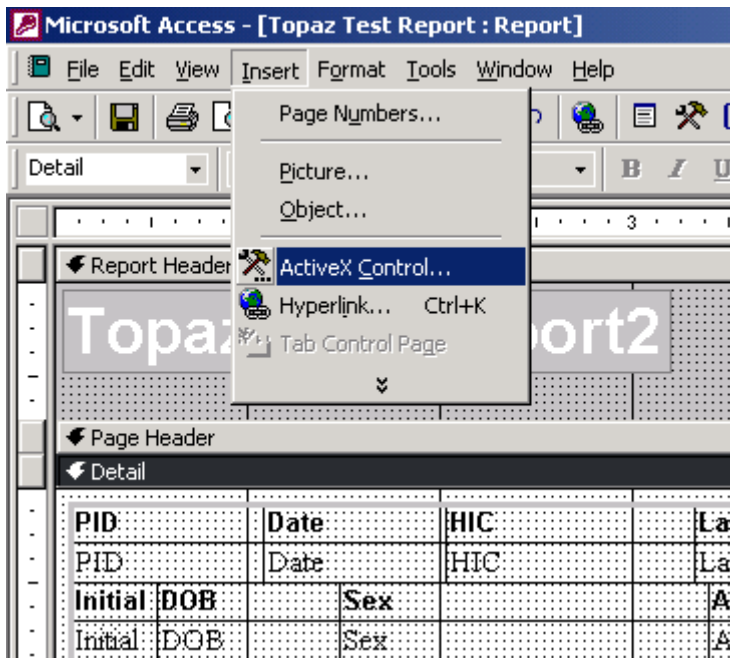 Microsoft Access - [Topaz Test Report : Report]
File Edit View Insert Format Tools Window Help
Page Numbers...
Detail
B I U
Picture...
Object...
3
Report Header
ActiveX Control...
Hyperlink... Ctrl+K
Tab Control Page
Page Header
Detail
PID Date HIC
PID Date HIC
Initial DOB Sex
Initial DOB Sex